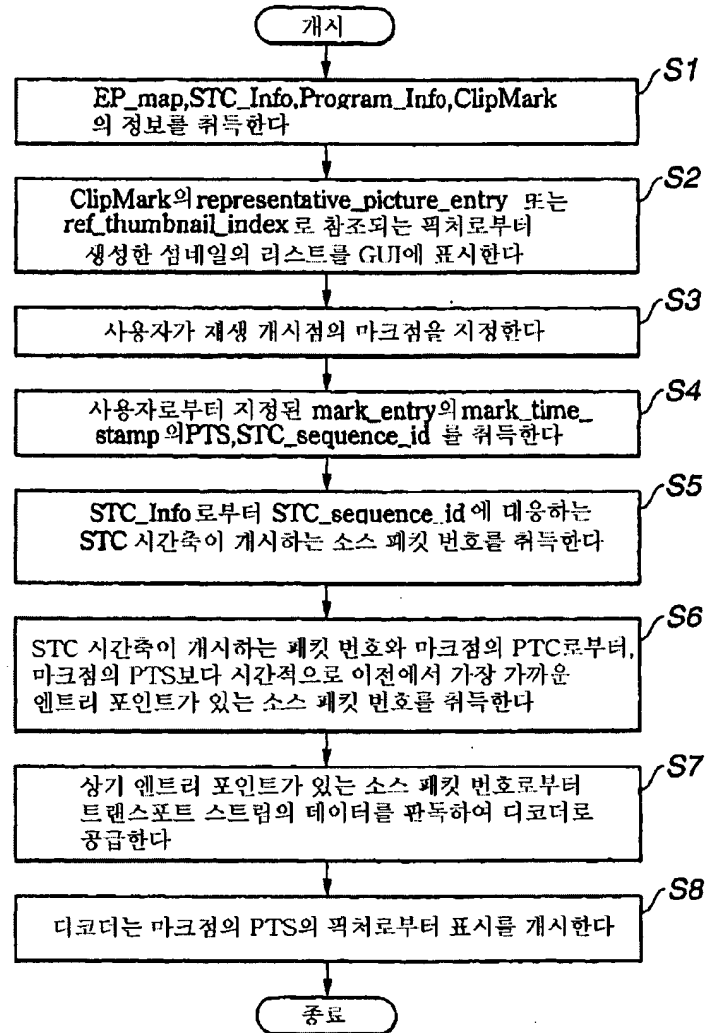 개시
S1
EP_map,STC_Info,Program_Info,ClipMark
의 정보를 취득한다
S2
ClipMark의 representative_picture_entry 또는
ref_thumbnail_index로 참조되는 픽처로부터
생성한 섬네일의 리스트를 GUI에 표시한다
S3
사용자가 재생 개시점의 마크점을 지정한다
S4
사용자로부터 지정된 mark_entry의 mark_time_
stamp의PTS,STC_sequence_id 를 취득한다
S5
STC_Info로부터 STC_sequence_id에 대응하는
STC 시간축이 개시하는 소스 패킷 번호를 취득한다
S6
STC 시간축이 개시하는 패킷 번호와 마크점의 PTC로부터,
마크점의 PTS보다 시간적으로 이전에서 가장 가까운
엔트리 포인트가 있는 소스 패킷 번호를 취득한다
S7
상기 엔트리 포인트가 있는 소스 패킷 번호로부터
트랜스포트 스트림의 데이터를 판독하여 디코더로
공급한다
S8
디코더는 마크점의 PTS의 픽처로부터 표시를 개시한다
종료